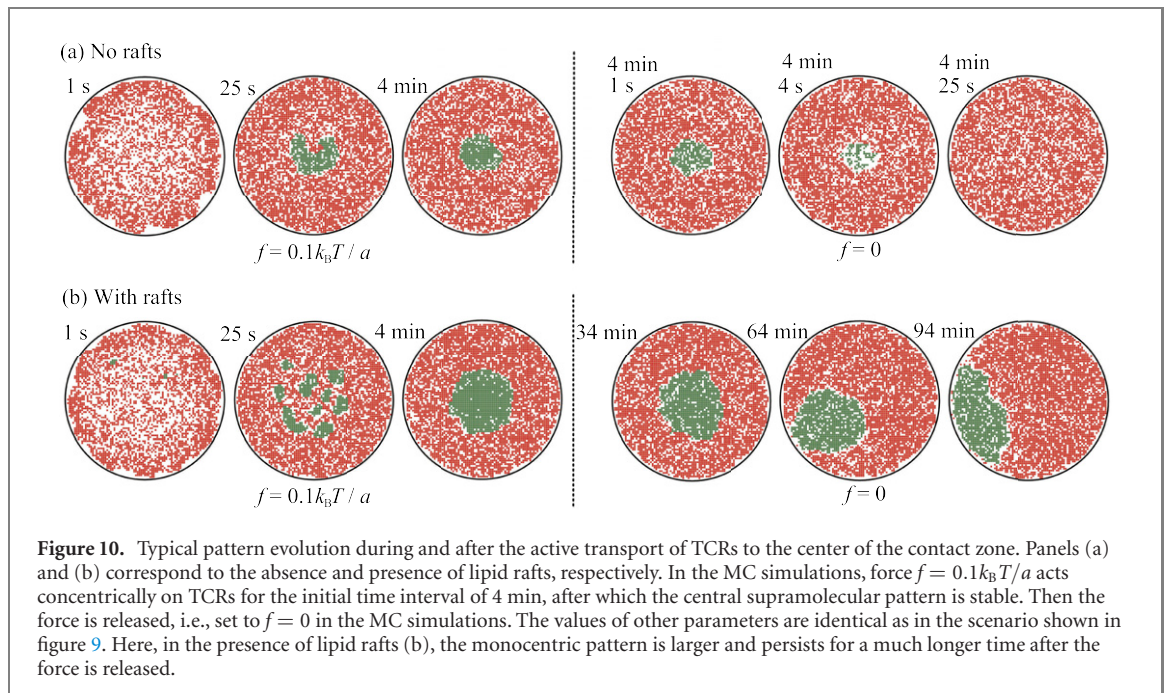 (a) No rafts
1 s
25 s
4 min
4 min
1 s
4 min
4 s
4 min
25 s
f = 0.1k_BT / a
f = 0
(b) With rafts
1 s
25 s
4 min
34 min
64 min
94 min
f = 0.1k_BT / a
f = 0
Figure 10. Typical pattern evolution during and after the active transport of TCRs to the center of the contact zone. Panels (a)
and (b) correspond to the absence and presence of lipid rafts, respectively. In the MC simulations, force f = 0.1k_BT/a acts
concentrically on TCRs for the initial time interval of 4 min, after which the central supramolecular pattern is stable. Then the
force is released, i.e., set to f = 0 in the MC simulations. The values of other parameters are identical as in the scenario shown in
figure 9. Here, in the presence of lipid rafts (b), the monocentric pattern is larger and persists for a much longer time after the
force is released.